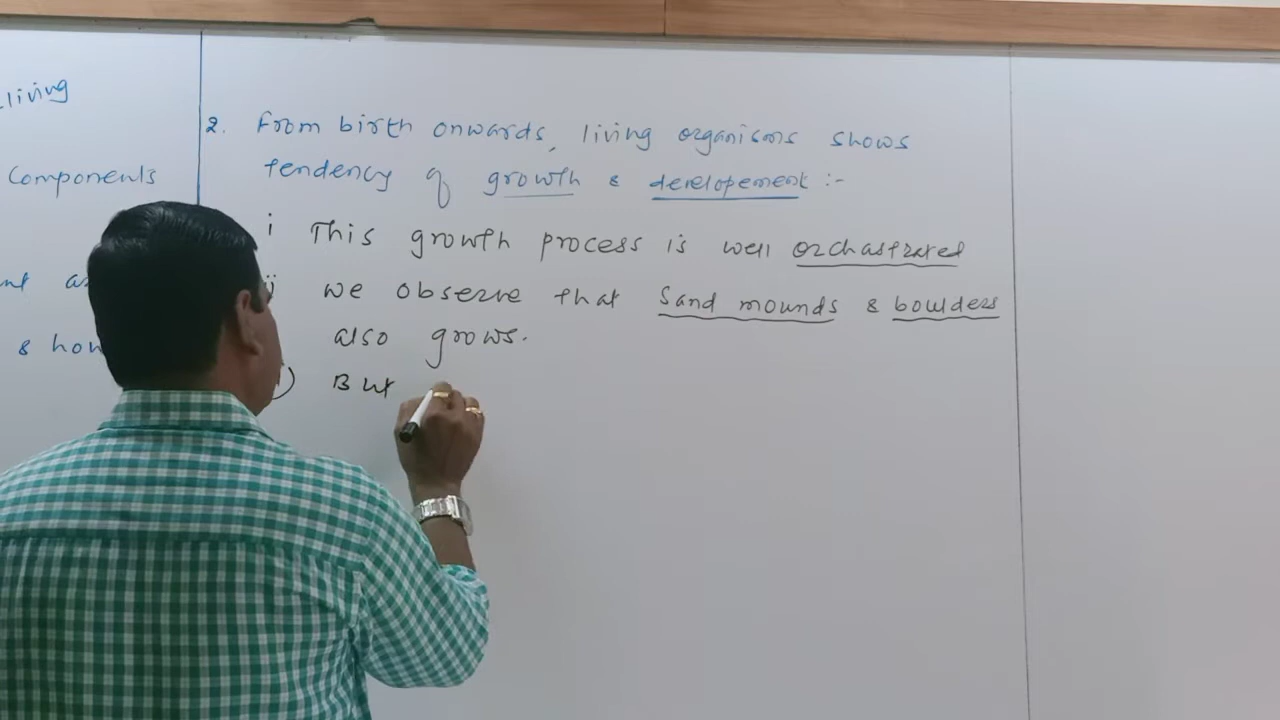 living
Components
& how
2. From birth onwards, living organisms shows
tendency of growth & developement :-
i This growth process is well orchastrated
ii we observe that Sand mounds & boulders
also grows.
But